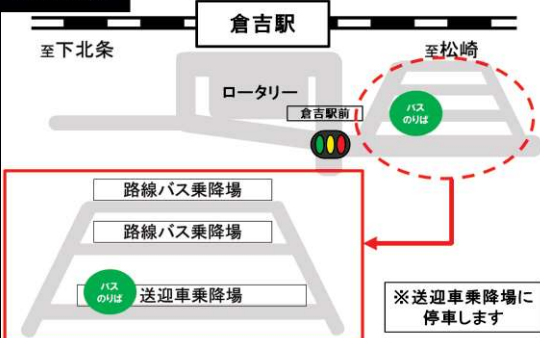 倉吉駅
至下北条
至松崎
ロータリー
倉吉駅前
バス
のりば
路線バス乗降場
路線バス乗降場
バス
のりば
送迎車乗降場
※送迎車乗降場に
停車します